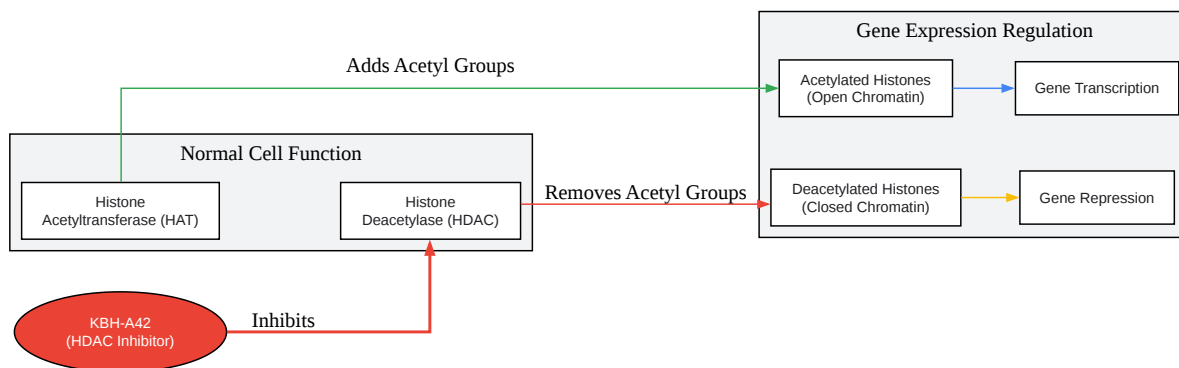 Gene Expression Regulation
Adds Acetyl Groups
Acetylated Histones
(Open Chromatin)
Gene Transcription
Normal Cell Function
Histone
Acetyltransferase (HAT)
Histone
Deacetylase (HDAC)
Removes Acetyl Groups
Deacetylated Histones
(Closed Chromatin)
Gene Repression
KBH-A42
(HDAC Inhibitor)
Inhibits